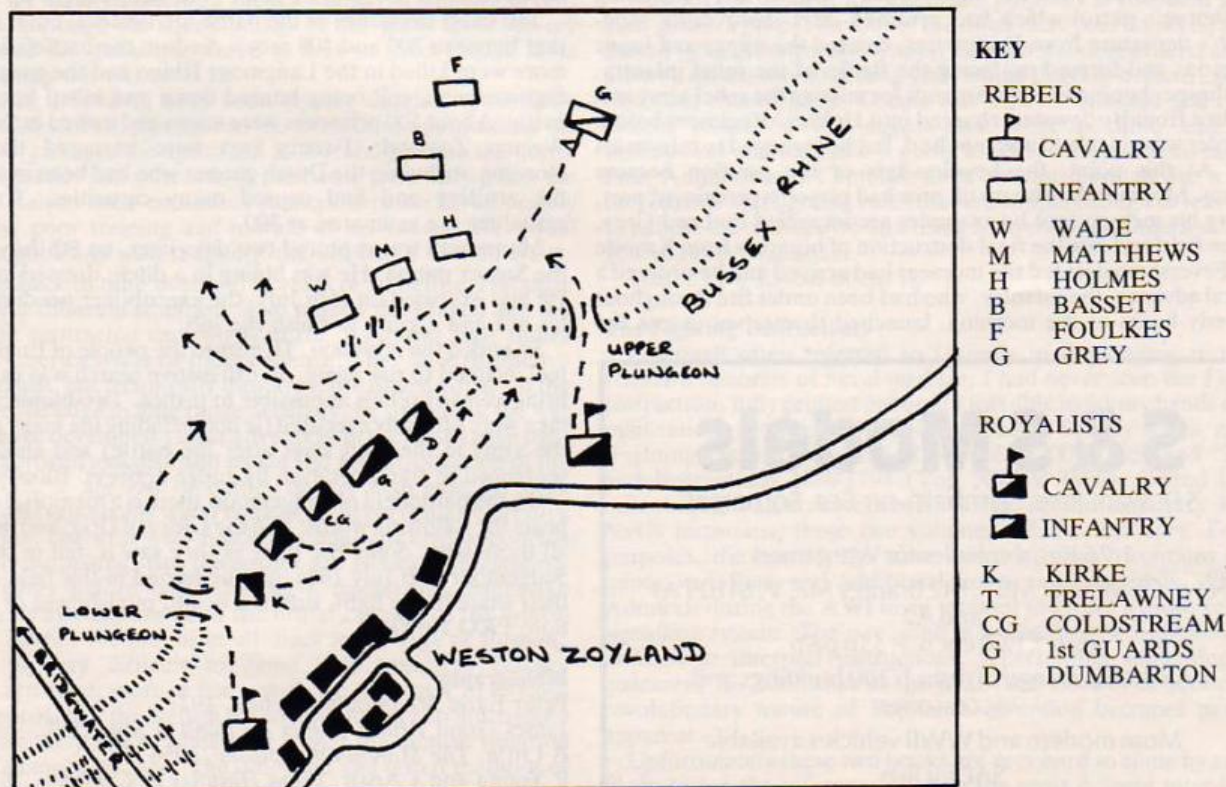 KEY
REBELS
CAVALRY
INFANTRY
W WADE
M MATTHEWS
H HOLMES
B BASSETT
F FOULKES
G GREY
ROYALISTS
CAVALRY
INFANTRY
K KIRKE
T TRELAWNEY
CG COLDSTREAM
G 1st GUARDS
D DUMBARTON
F
G
B
H
M
W
BUSSEX RHINE
UPPER
PLUNGEON
D
G
CG
T
K
LOWER
PLUNGEON
WESTON ZOYLAND
BRIDGWATER